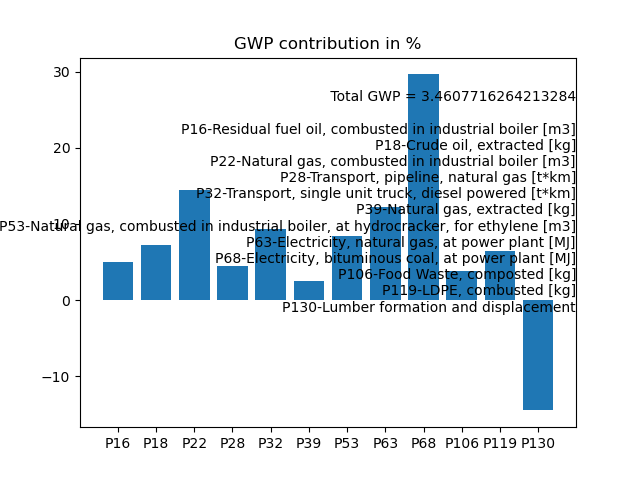 GWP contribution in %
30
Total GWP = 3.4607716264213284
P16-Residual fuel oil, combusted in industrial boiler [m3]
20
P18-Crude oil, extracted [kg]
P22-Natural gas, combusted in industrial boiler [m3]
P28-Transport, pipeline, natural gas [t*km]
P32-Transport, single unit truck, diesel powered [t*km]
P39-Natural gas, extracted [kg]
10
P53-Natural gas, combusted in industrial boiler, at hydrocracker, for ethylene [m3]
P63-Electricity, natural gas, at power plant [MJ]
P68-Electricity, bituminous coal, at power plant [MJ]
P106-Food Waste, composted [kg]
P119-LDPE, combusted [kg]
0
P130-Lumber formation and displacement
−10
P16 P18 P22 P28 P32 P39 P53 P63 P68 P106 P119 P130